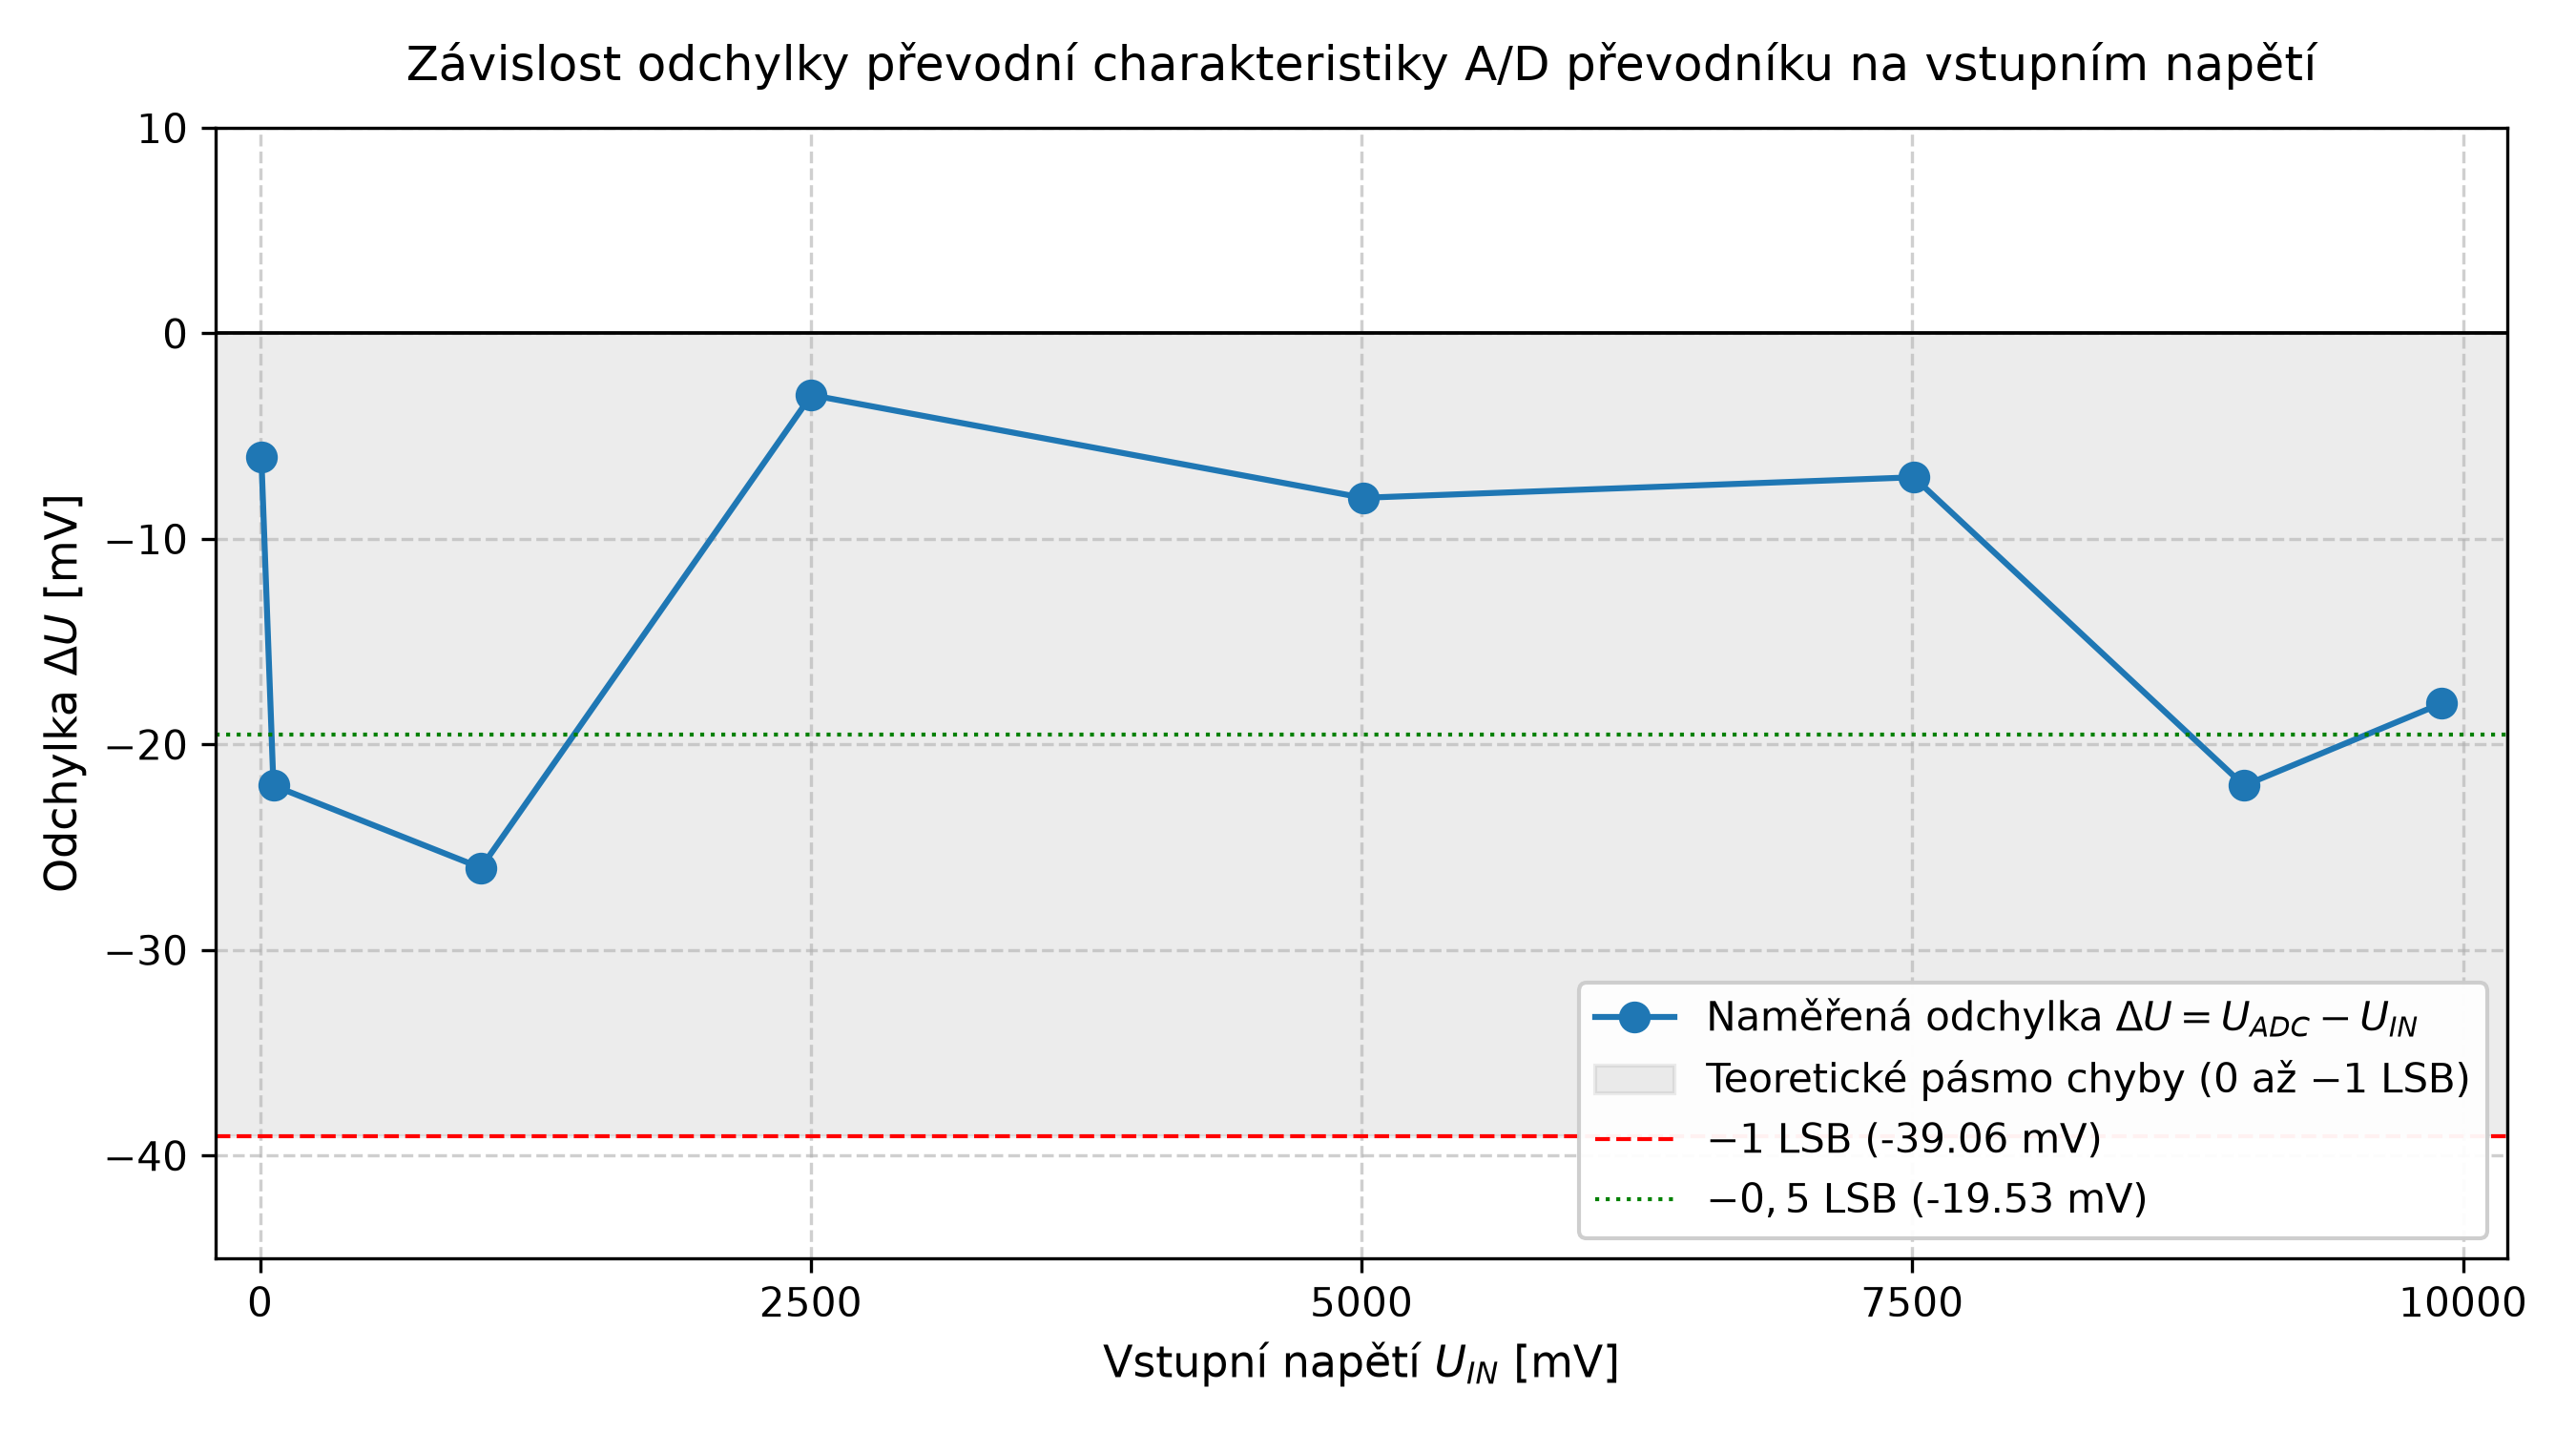 Závislost odchylky převodní charakteristiky A/D převodníku na vstupním napětí
10
0
−10
−20
−30
−40
Odchylka ΔU [mV]
Naměřená odchylka ΔU = U_ADC − U_IN
Teoretické pásmo chyby (0 až −1 LSB)
−1 LSB (-39.06 mV)
−0, 5 LSB (-19.53 mV)
0 2500 5000 7500 10000
Vstupní napětí U_IN [mV]